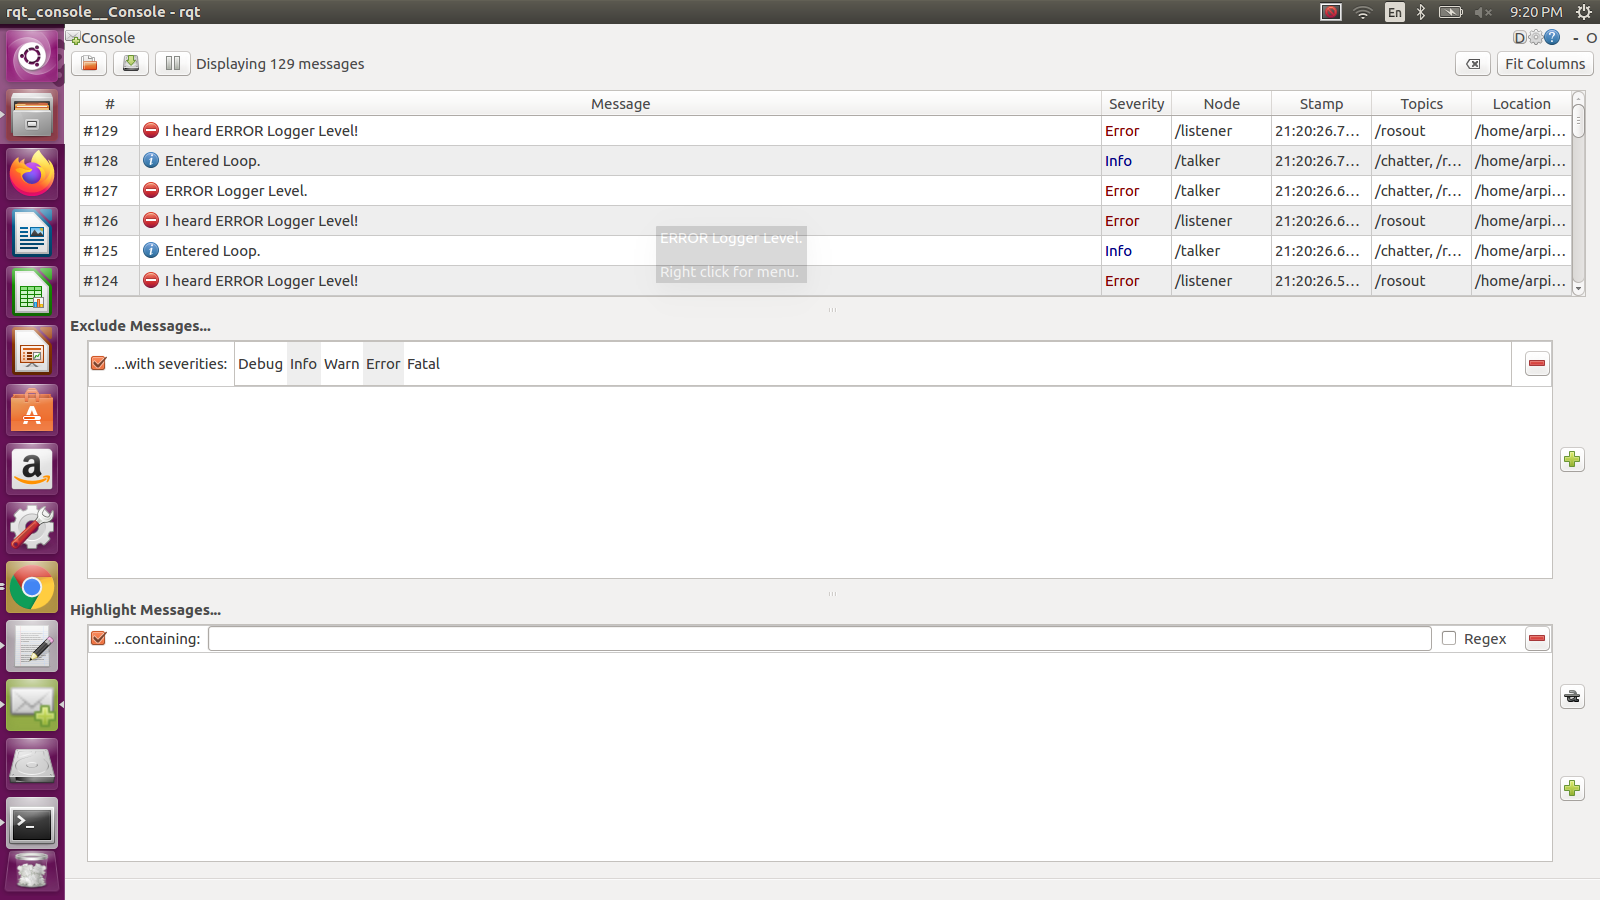 rqt_console__Console - rqt
En
9:20 PM
Console
D
?
- O
Displaying 129 messages
Fit Columns
# Message Severity Node Stamp Topics Location
#129 I heard ERROR Logger Level! Error /listener 21:20:26.7... /rosout /home/arpi...
#128 Entered Loop. Info /talker 21:20:26.7... /chatter, /r... /home/arpi...
#127 ERROR Logger Level. Error /talker 21:20:26.6... /chatter, /r... /home/arpi...
#126 I heard ERROR Logger Level! Error /listener 21:20:26.6... /rosout /home/arpi...
ERROR Logger Level.
#125 Entered Loop. Info /talker 21:20:26.6... /chatter, /r... /home/arpi...
Right click for menu.
#124 I heard ERROR Logger Level! Error /listener 21:20:26.5... /rosout /home/arpi...
Exclude Messages...
...with severities: Debug Info Warn Error Fatal
Highlight Messages...
...containing: Regex